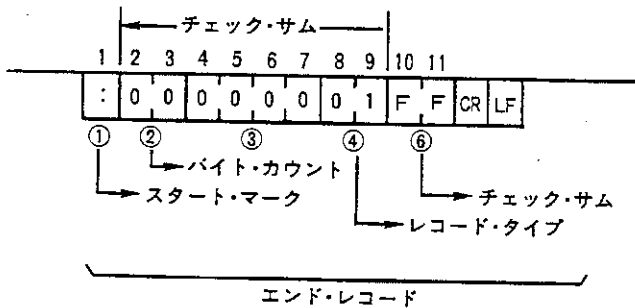 チェック・サム
1 2 3 4 5 6 7 8 9 10 11
: 0 0 0 0 0 0 0 1 F F CR LF
① ② ③ ④ ⑥
バイト・カウント
チェック・サム
スタート・マーク
レコード・タイプ
エンド・レコード